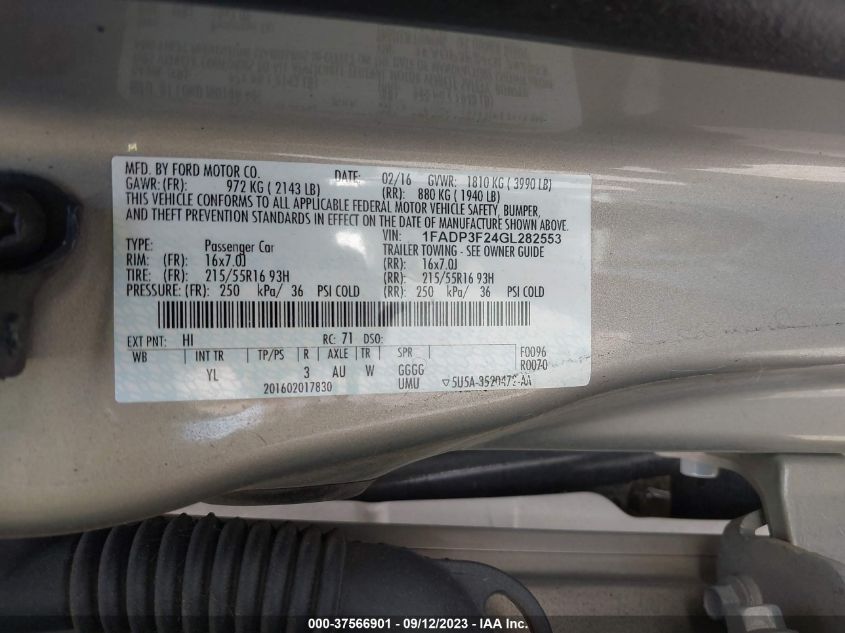 MFD. BY FORD MOTOR CO. DATE: 02/16 GVWR: 1810 KG ( 3990 LB)
GAWR: (FR): 972 KG ( 2143 LB) (RR): 880 KG ( 1940 LB)
THIS VEHICLE CONFORMS TO ALL APPLICABLE FEDERAL MOTOR VEHICLE SAFETY, BUMPER,
AND THEFT PREVENTION STANDARDS IN EFFECT ON THE DATE OF MANUFACTURE SHOWN ABOVE.
VIN: 1FADP3F24GL282553
TYPE: Passenger Car TRAILER TOWING - SEE OWNER GUIDE
RIM: (FR): 16x7.0J (RR): 16x7.0J
TIRE: (FR): 215/55R16 93H (RR): 215/55R16 93H
PRESSURE: (FR): 250 kPa/ 36 PSI COLD (RR): 250 kPa/ 36 PSI COLD
EXT PNT: HI RC: 71 DSO:
WB INT TR TP/PS R AXLE TR SPR F0096
YL 3 AU W GGGG R0070
201602017830 UMU 5U5A-3520472-AA
000-37566901 - 09/12/2023 - IAA Inc.